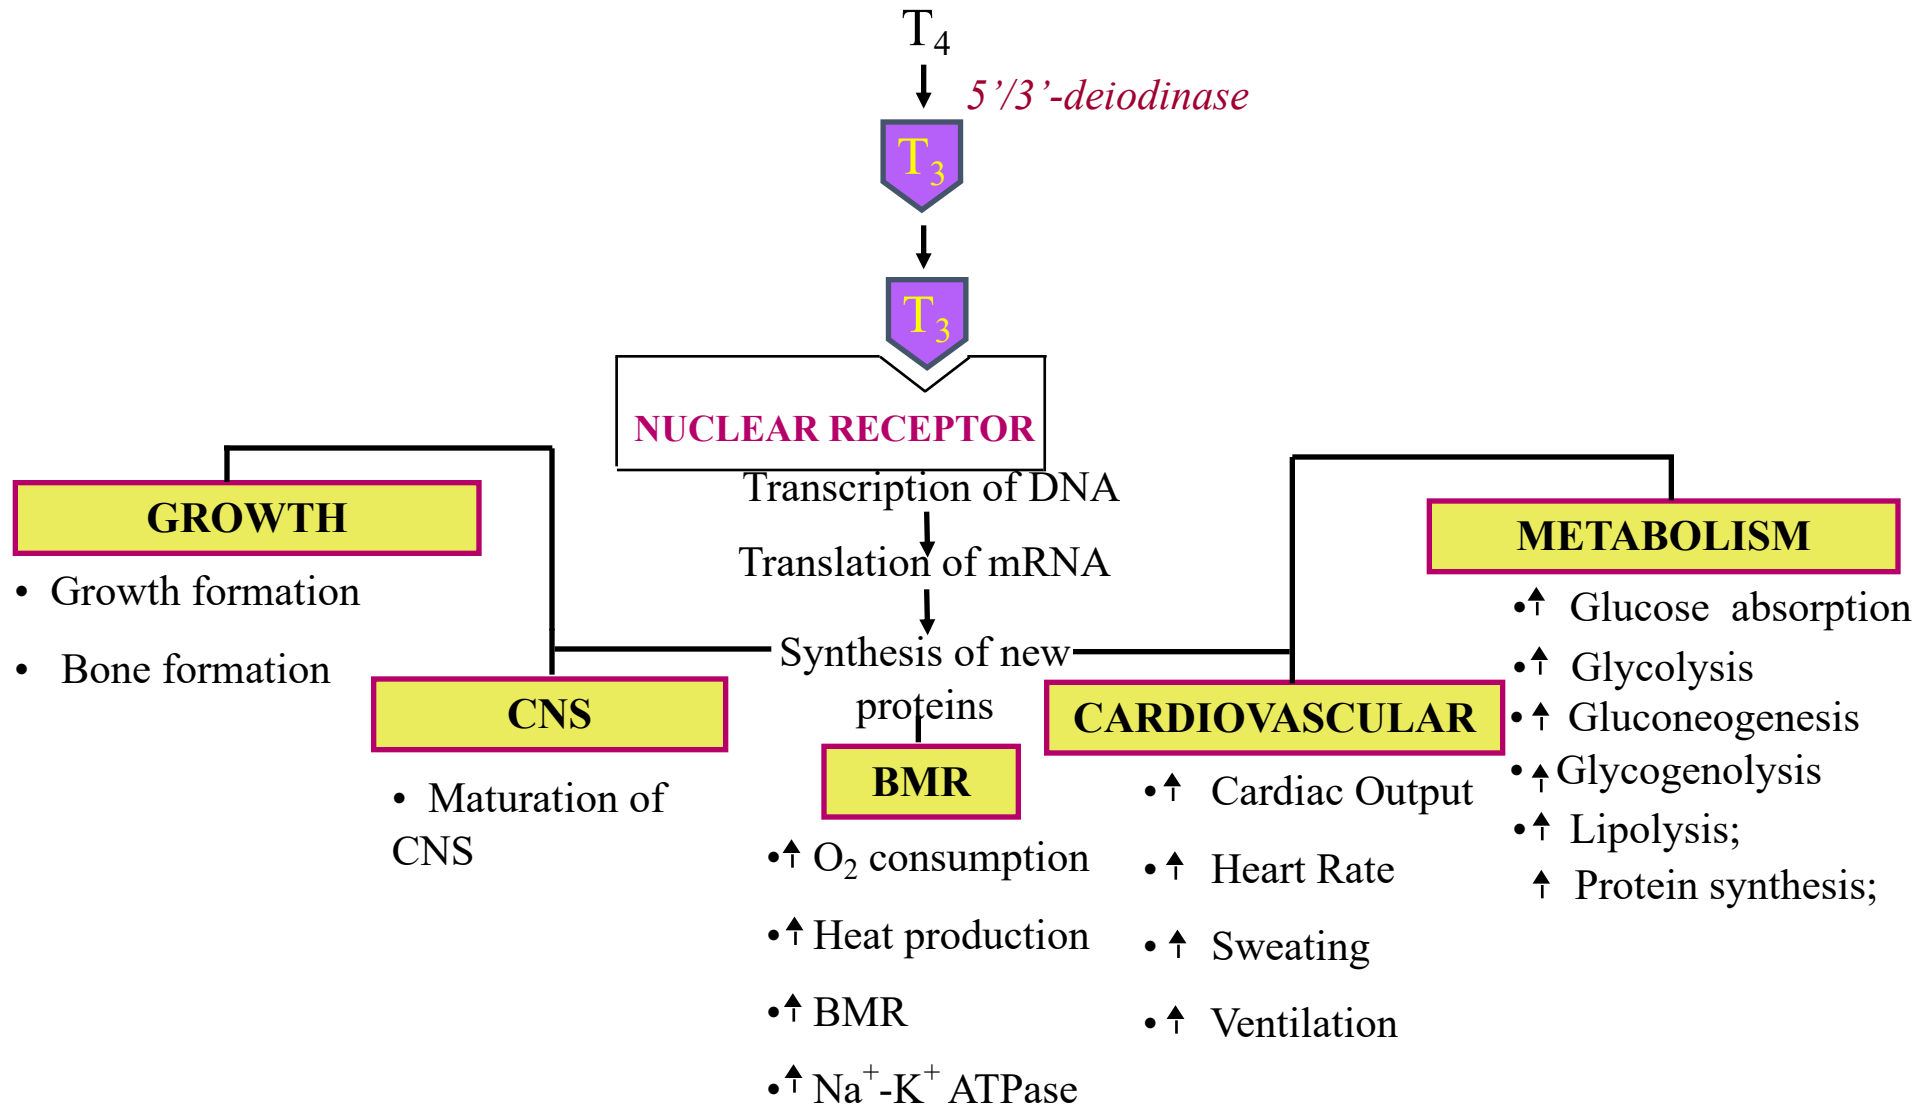 T₄
5’/3’-deiodinase
T₃
T₃
NUCLEAR RECEPTOR
Transcription of DNA
Translation of mRNA
Synthesis of new
proteins
GROWTH
• Growth formation
• Bone formation
CNS
• Maturation of
CNS
BMR
•↑ O₂ consumption
•↑ Heat production
•↑ BMR
•↑ Na⁺-K⁺ ATPase
CARDIOVASCULAR
•↑ Cardiac Output
•↑ Heart Rate
•↑ Sweating
•↑ Ventilation
METABOLISM
•↑ Glucose absorption
•↑ Glycolysis
•↑ Gluconeogenesis
•↑ Glycogenolysis
•↑ Lipolysis;
↑ Protein synthesis;